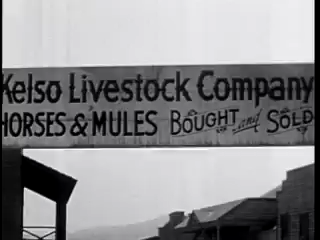 Kelso Livestock Company
HORSES & MULES BOUGHT and SOLD